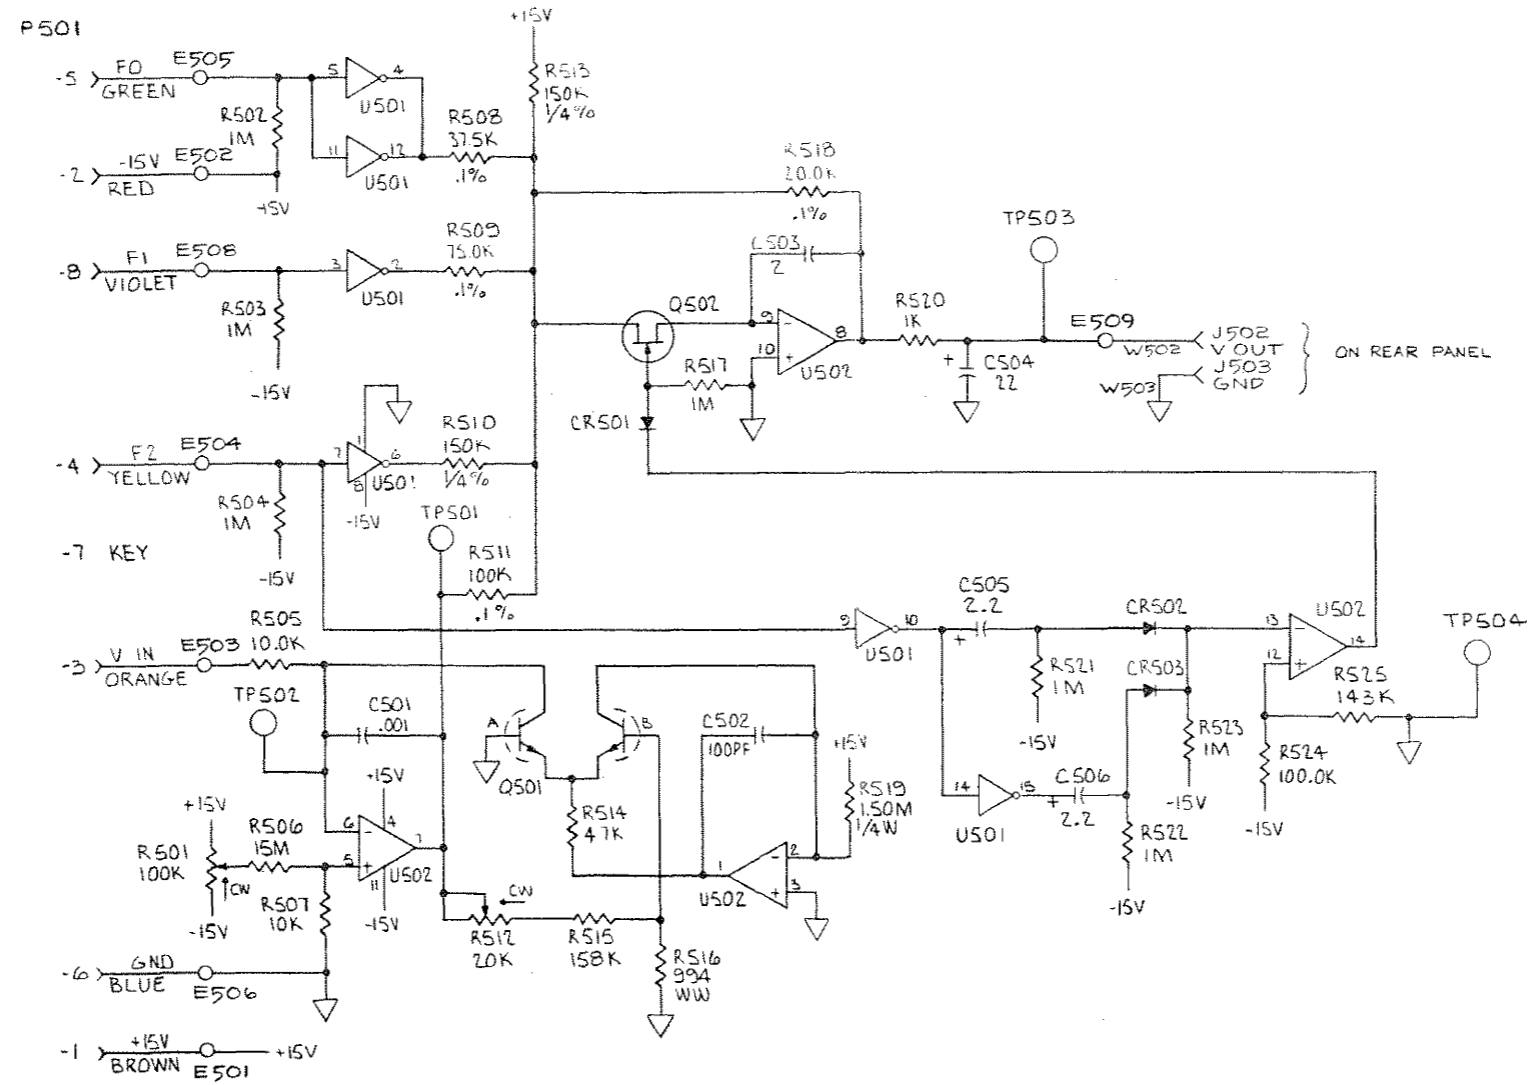 P501
+15V
-5 F0 E505
GREEN
5 4
U501
R502
1M
11 12
U501
R508
37.5K
.1%
R513
150K
1/4%
-2 -15V E502
RED
-15V
R518
20.0K
.1%
TP503
-8 F1 E508
VIOLET
3 2
U501
R509
75.0K
.1%
R503
1M
-15V
C503
2
Q502
9 -
10 +
8
U502
R520
1K
E509
W502
J502
V OUT
J503
GND
W503
ON REAR PANEL
+ C504
22
R517
1M
CR501
-4 F2 E504
YELLOW
7 1 6
8 U501
-15V
R510
150K
1/4%
R504
1M
-15V
TP501
-7 KEY
R511
100K
.1%
C505
2.2
+
9 10
U501
CR502
CR503
R521
1M
-15V
13 -
12 +
14
U502
TP504
R525
143K
R524
100.0K
-15V
R523
1M
-15V
-3 V IN E503
ORANGE
R505
10.0K
TP502
C501
.001
A
B
Q501
C502
100PF
+15V
R519
1.50M
1/4W
14 15
U501
C506
+ 2.2
R522
1M
-15V
R514
4.7K
+15V
R501
100K
CW
-15V
R506
15M
R507
10K
+15V
6 - 4
5 + 7
11 U502
-15V
1 - 2
+ 3
U502
CW
R512
20K
R515
158K
R516
994
WW
-6 GND
BLUE
E506
-1 +15V
BROWN
E501
+15V